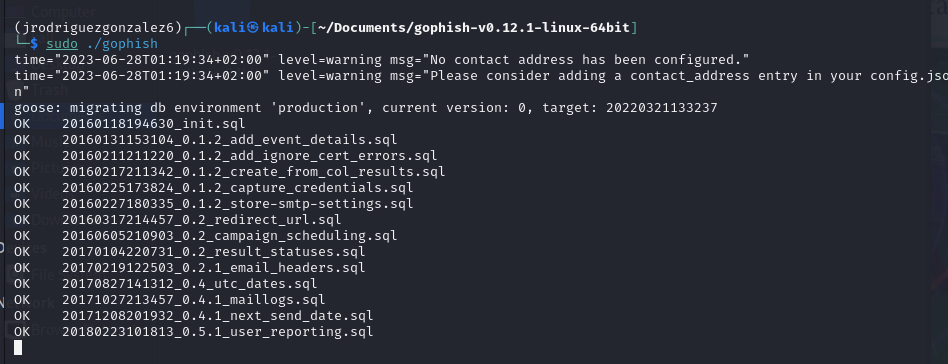 (jrodriguezgonzalez6)┌──(kali㉿kali)-[~/Documents/gophish-v0.12.1-linux-64bit]
└─$ sudo ./gophish
time="2023-06-28T01:19:34+02:00" level=warning msg="No contact address has been configured."
time="2023-06-28T01:19:34+02:00" level=warning msg="Please consider adding a contact_address entry in your config.jso
n"
goose: migrating db environment 'production', current version: 0, target: 20220321133237
OK    20160118194630_init.sql
OK    20160131153104_0.1.2_add_event_details.sql
OK    20160211211220_0.1.2_add_ignore_cert_errors.sql
OK    20160217211342_0.1.2_create_from_col_results.sql
OK    20160225173824_0.1.2_capture_credentials.sql
OK    20160227180335_0.1.2_store-smtp-settings.sql
OK    20160317214457_0.2_redirect_url.sql
OK    20160605210903_0.2_campaign_scheduling.sql
OK    20170104220731_0.2_result_statuses.sql
OK    20170219122503_0.2.1_email_headers.sql
OK    20170827141312_0.4_utc_dates.sql
OK    20171027213457_0.4.1_maillogs.sql
OK    20171208201932_0.4.1_next_send_date.sql
OK    20180223101813_0.5.1_user_reporting.sql